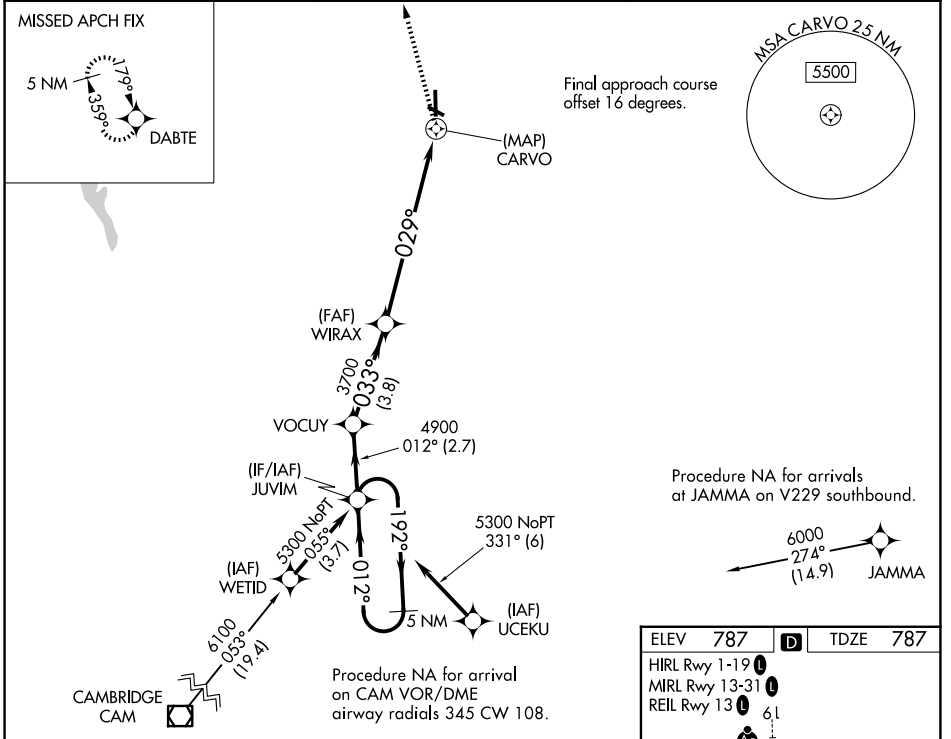 MISSED APCH FIX
5 NM
179°
359°
DABTE
Final approach course
offset 16 degrees.
MSA CARVO 25 NM
5500
(MAP)
CARVO
029°
(FAF)
WIRAX
3700
033°
(3.8)
VOCUY
4900
012° (2.7)
(IF/IAF)
JUVIM
5300 NoPT
055°
(3.7)
192°
012°
5 NM
5300 NoPT
331° (6)
(IAF)
UCEKU
(IAF)
WETID
6100
053°
(19.4)
CAMBRIDGE
CAM
Procedure NA for arrival
on CAM VOR/DME
airway radials 345 CW 108.
Procedure NA for arrivals
at JAMMA on V229 southbound.
6000
274°
(14.9)
JAMMA
ELEV 787 D TDZE 787
HIRL Rwy 1-19 L
MIRL Rwy 13-31 L
REIL Rwy 13 L
19